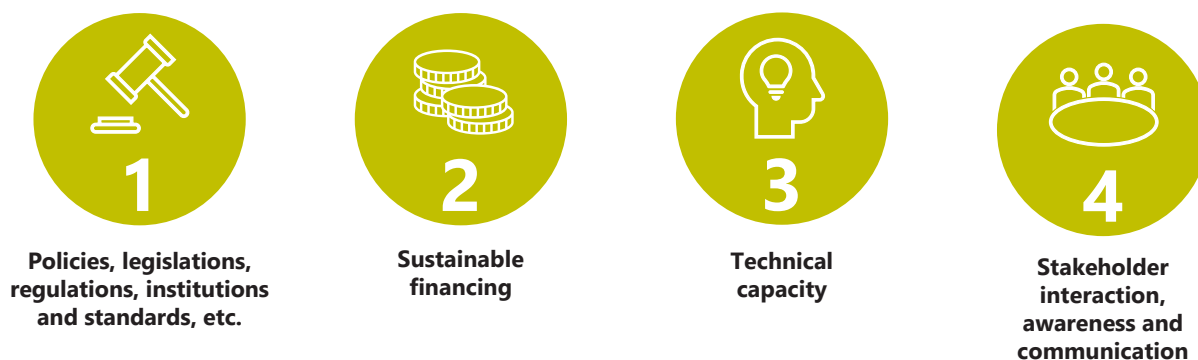 1
Policies, legislations,
regulations, institutions
and standards, etc.
2
Sustainable
financing
3
Technical
capacity
4
Stakeholder
interaction,
awareness and
communication